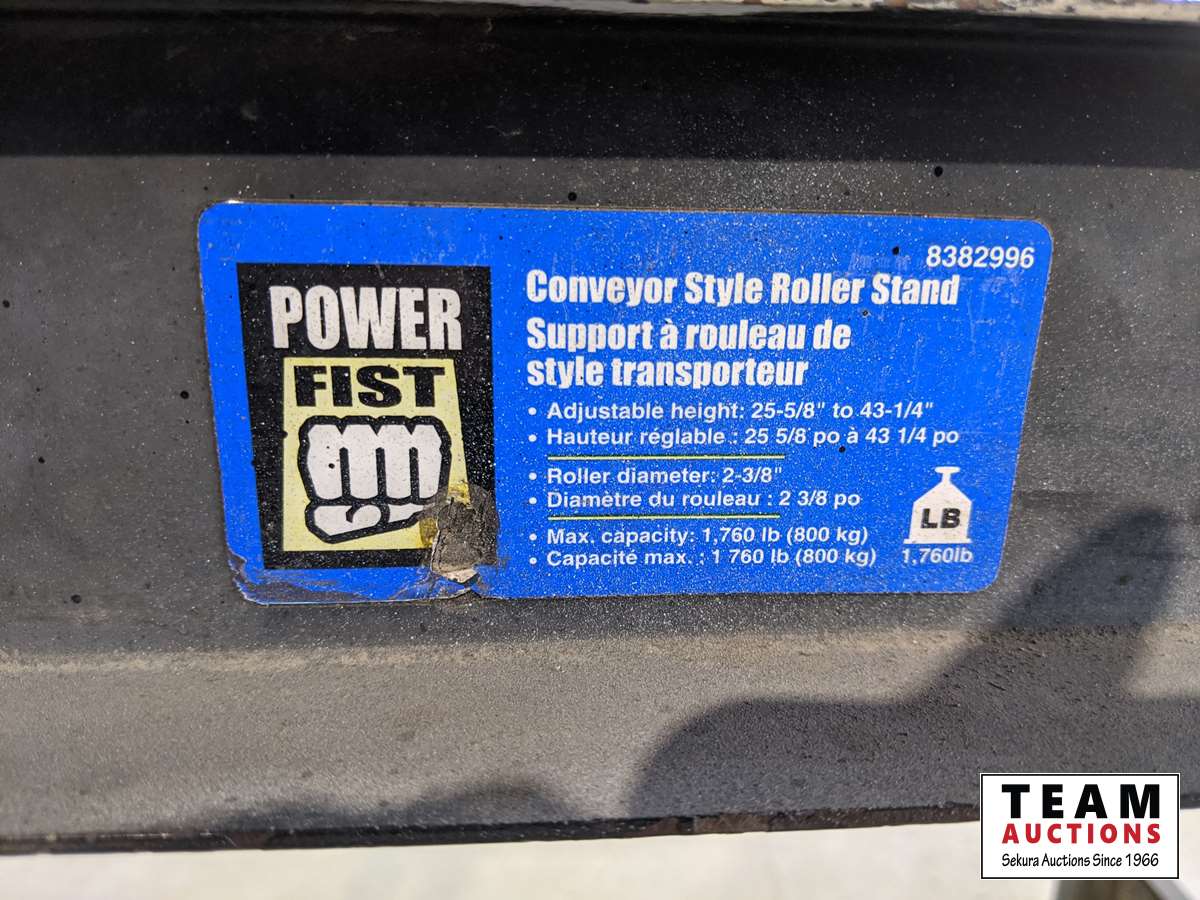 POWER
FIST
8382996
Conveyor Style Roller Stand
Support à rouleau de
style transporteur
• Adjustable height: 25-5/8" to 43-1/4"
• Hauteur réglable : 25 5/8 po à 43 1/4 po
• Roller diameter: 2-3/8"
• Diamètre du rouleau : 2 3/8 po
• Max. capacity: 1,760 lb (800 kg)
• Capacité max. : 1 760 lb (800 kg)
LB
1,760lb
TEAM
AUCTIONS
Sekura Auctions Since 1966